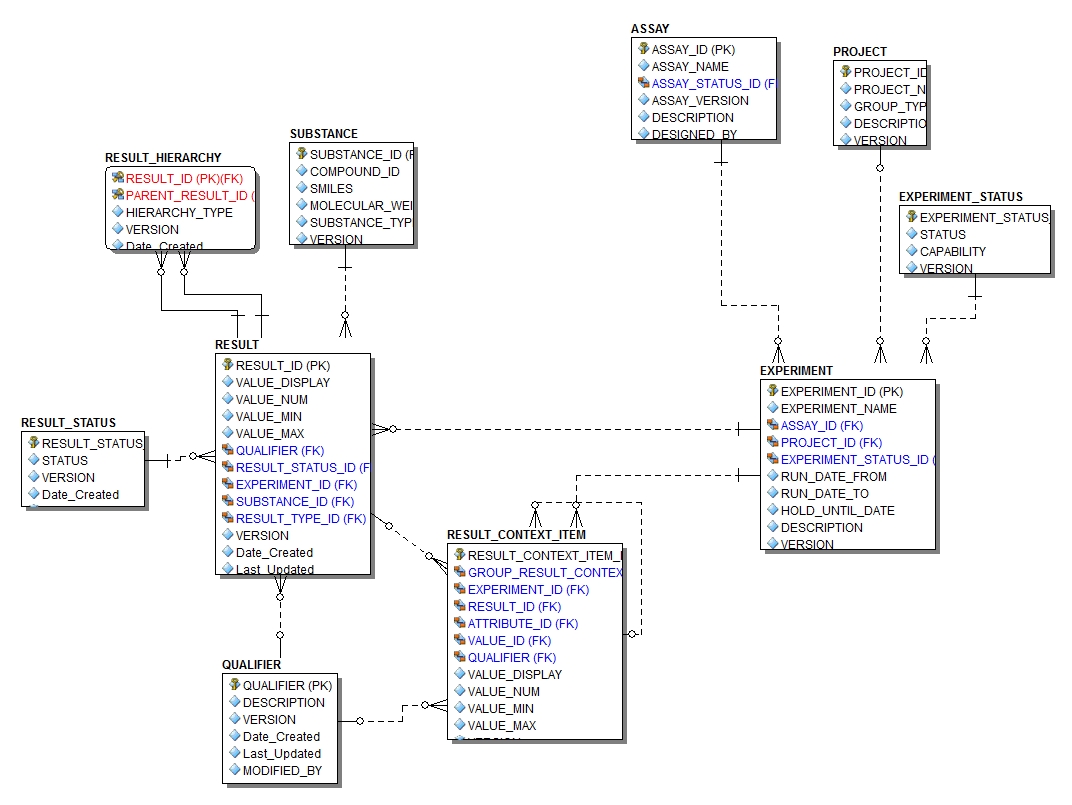 ASSAY
ASSAY_ID (PK)
ASSAY_NAME
ASSAY_STATUS_ID (F
ASSAY_VERSION
DESCRIPTION
DESIGNED_BY
PROJECT
PROJECT_ID
PROJECT_N
GROUP_TYP
DESCRIPTIO
VERSION
SUBSTANCE
SUBSTANCE_ID (F
COMPOUND_ID
SMILES
MOLECULAR_WEI
SUBSTANCE_TYP
VERSION
RESULT_HIERARCHY
RESULT_ID (PK)(FK)
PARENT_RESULT_ID (
HIERARCHY_TYPE
VERSION
Date_Created
EXPERIMENT_STATUS
EXPERIMENT_STATUS_
STATUS
CAPABILITY
VERSION
RESULT
RESULT_ID (PK)
VALUE_DISPLAY
VALUE_NUM
VALUE_MIN
VALUE_MAX
QUALIFIER (FK)
RESULT_STATUS_ID (F
EXPERIMENT_ID (FK)
SUBSTANCE_ID (FK)
RESULT_TYPE_ID (FK)
VERSION
Date_Created
Last_Updated
EXPERIMENT
EXPERIMENT_ID (PK)
EXPERIMENT_NAME
ASSAY_ID (FK)
PROJECT_ID (FK)
EXPERIMENT_STATUS_ID (
RUN_DATE_FROM
RUN_DATE_TO
HOLD_UNTIL_DATE
DESCRIPTION
VERSION
RESULT_STATUS
RESULT_STATUS_
STATUS
VERSION
Date_Created
RESULT_CONTEXT_ITEM
RESULT_CONTEXT_ITEM_I
GROUP_RESULT_CONTEX
EXPERIMENT_ID (FK)
RESULT_ID (FK)
ATTRIBUTE_ID (FK)
VALUE_ID (FK)
QUALIFIER (FK)
VALUE_DISPLAY
VALUE_NUM
VALUE_MIN
VALUE_MAX
QUALIFIER
QUALIFIER (PK)
DESCRIPTION
VERSION
Date_Created
Last_Updated
MODIFIED_BY